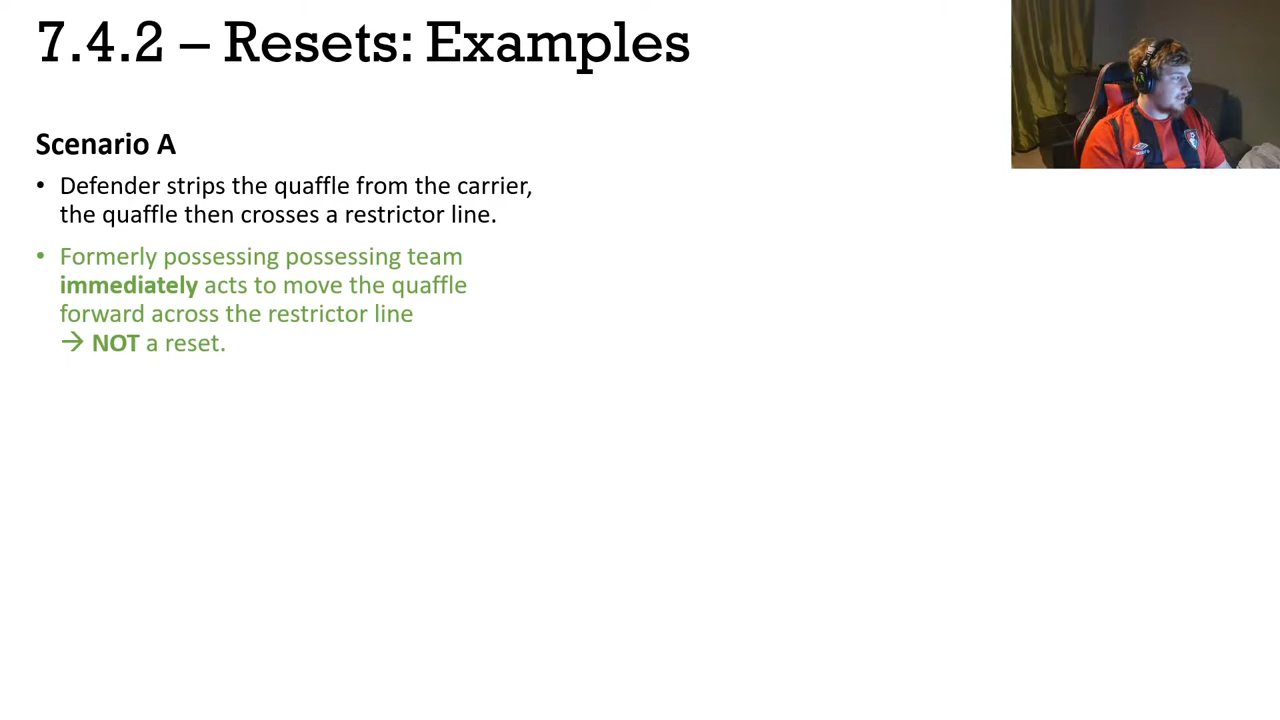 7.4.2 – Resets: Examples
Scenario A
• Defender strips the quaffle from the carrier,
the quaffle then crosses a restrictor line.
• Formerly possessing possessing team
immediately acts to move the quaffle
forward across the restrictor line
→ NOT a reset.